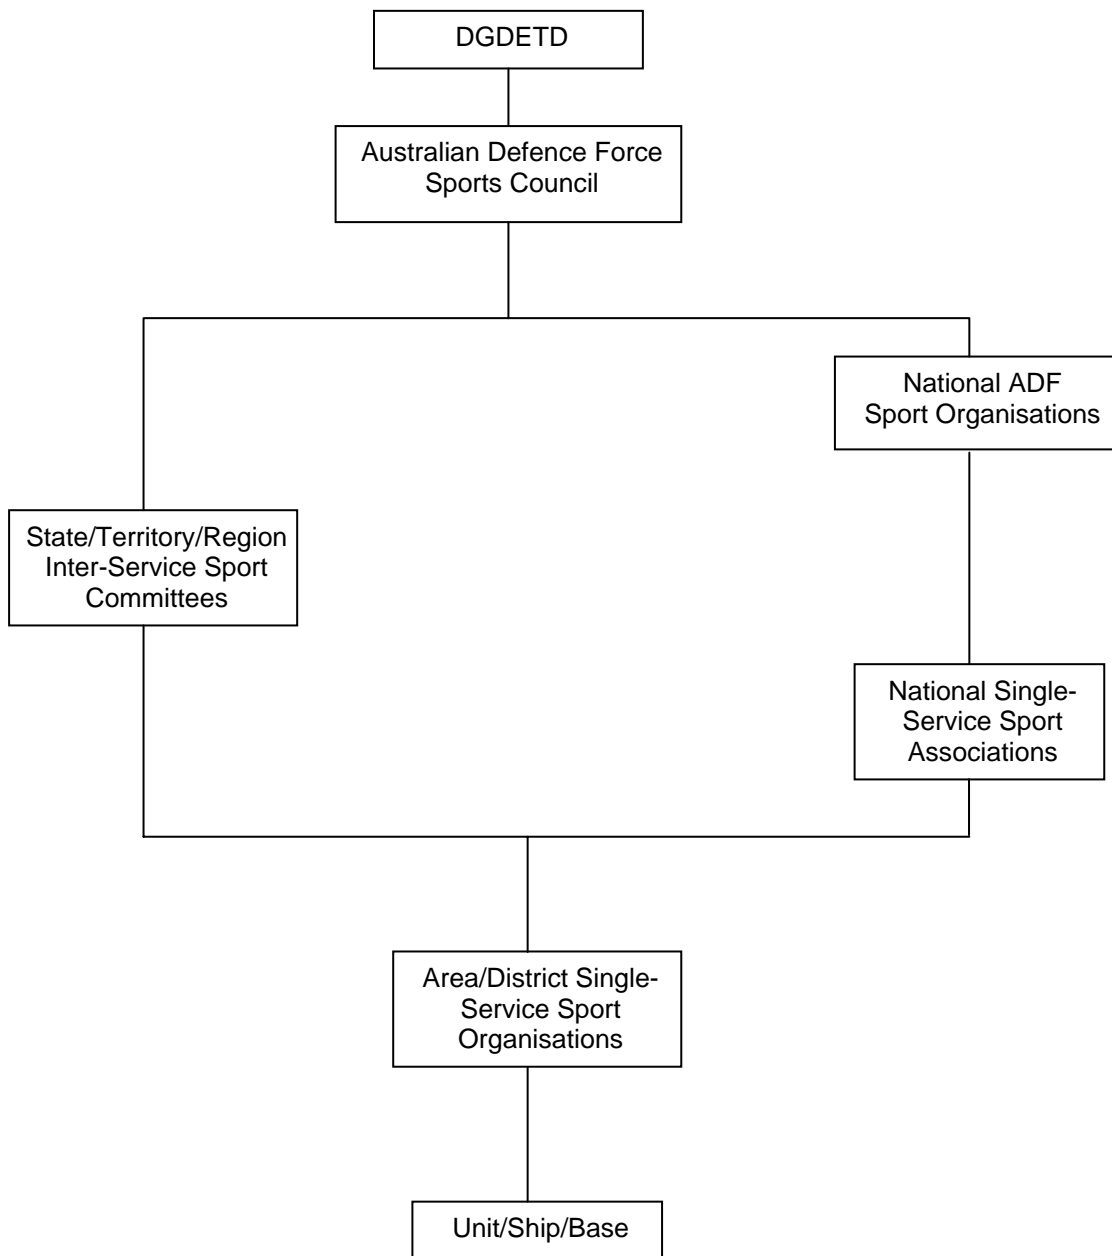 DGDETD
Australian Defence Force
Sports Council
National ADF
Sport Organisations
State/Territory/Region
Inter-Service Sport
Committees
National Single-
Service Sport
Associations
Area/District Single-
Service Sport
Organisations
Unit/Ship/Base